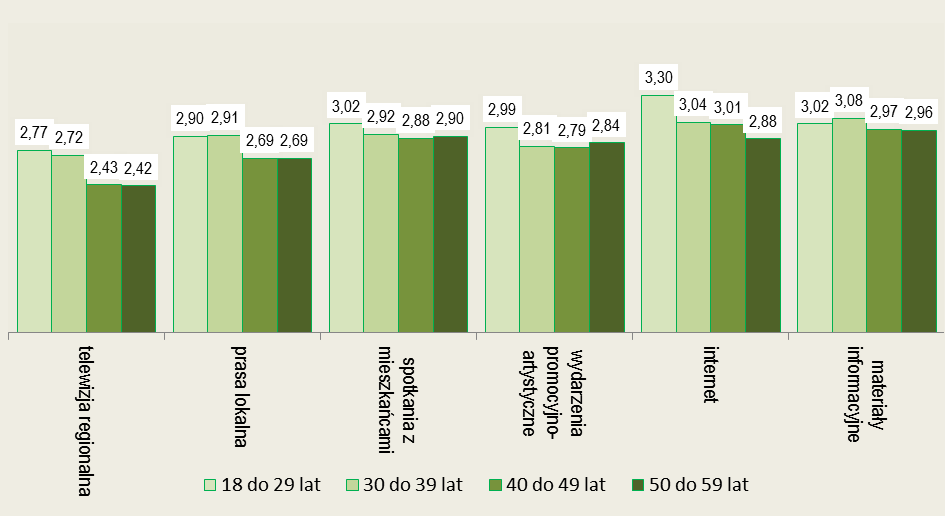 2,77 2,72 2,43 2,42
2,90 2,91 2,69 2,69
3,02 2,92 2,88 2,90
2,99 2,81 2,79 2,84
3,30 3,04 3,01 2,88
3,02 3,08 2,97 2,96
telewizja regionalna
prasa lokalna
spotkania z
mieszkańcami
wydarzenia
promocyjno-
artystyczne
internet
materiały
informacyjne
18 do 29 lat 30 do 39 lat 40 do 49 lat 50 do 59 lat